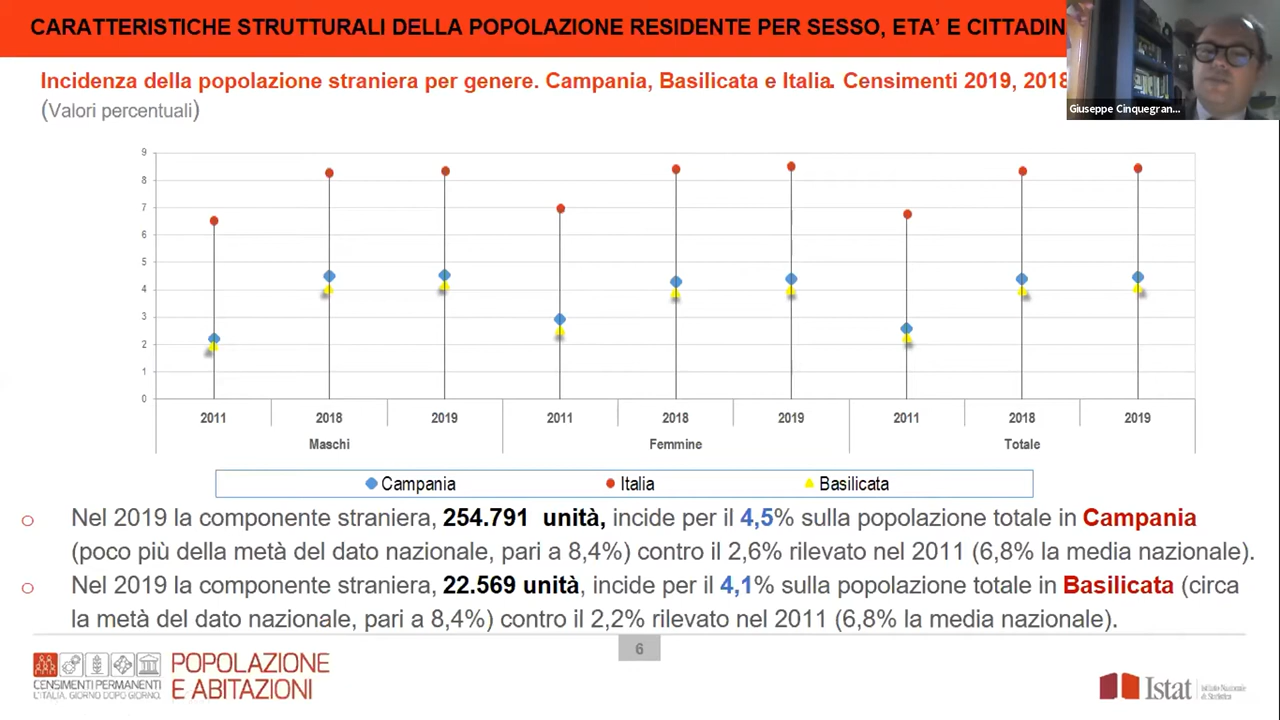 CARATTERISTICHE STRUTTURALI DELLA POPOLAZIONE RESIDENTE PER SESSO, ETA’ E CITTADIN
Incidenza della popolazione straniera per genere. Campania, Basilicata e Italia. Censimenti 2019, 2018
(Valori percentuali)
Giuseppe Cinquegran...
9
8
7
6
5
4
3
2
1
0
2011 2018 2019 2011 2018 2019 2011 2018 2019
Maschi Femmine Totale
Campania Italia Basilicata
Nel 2019 la componente straniera, 254.791 unità, incide per il 4,5% sulla popolazione totale in Campania
(poco più della metà del dato nazionale, pari a 8,4%) contro il 2,6% rilevato nel 2011 (6,8% la media nazionale).
Nel 2019 la componente straniera, 22.569 unità, incide per il 4,1% sulla popolazione totale in Basilicata (circa
la metà del dato nazionale, pari a 8,4%) contro il 2,2% rilevato nel 2011 (6,8% la media nazionale).
6
CENSIMENTI PERMANENTI
L'ITALIA. GIORNO DOPO GIORNO.
POPOLAZIONE
E ABITAZIONI
Istat
Istituto Nazionale
di Statistica